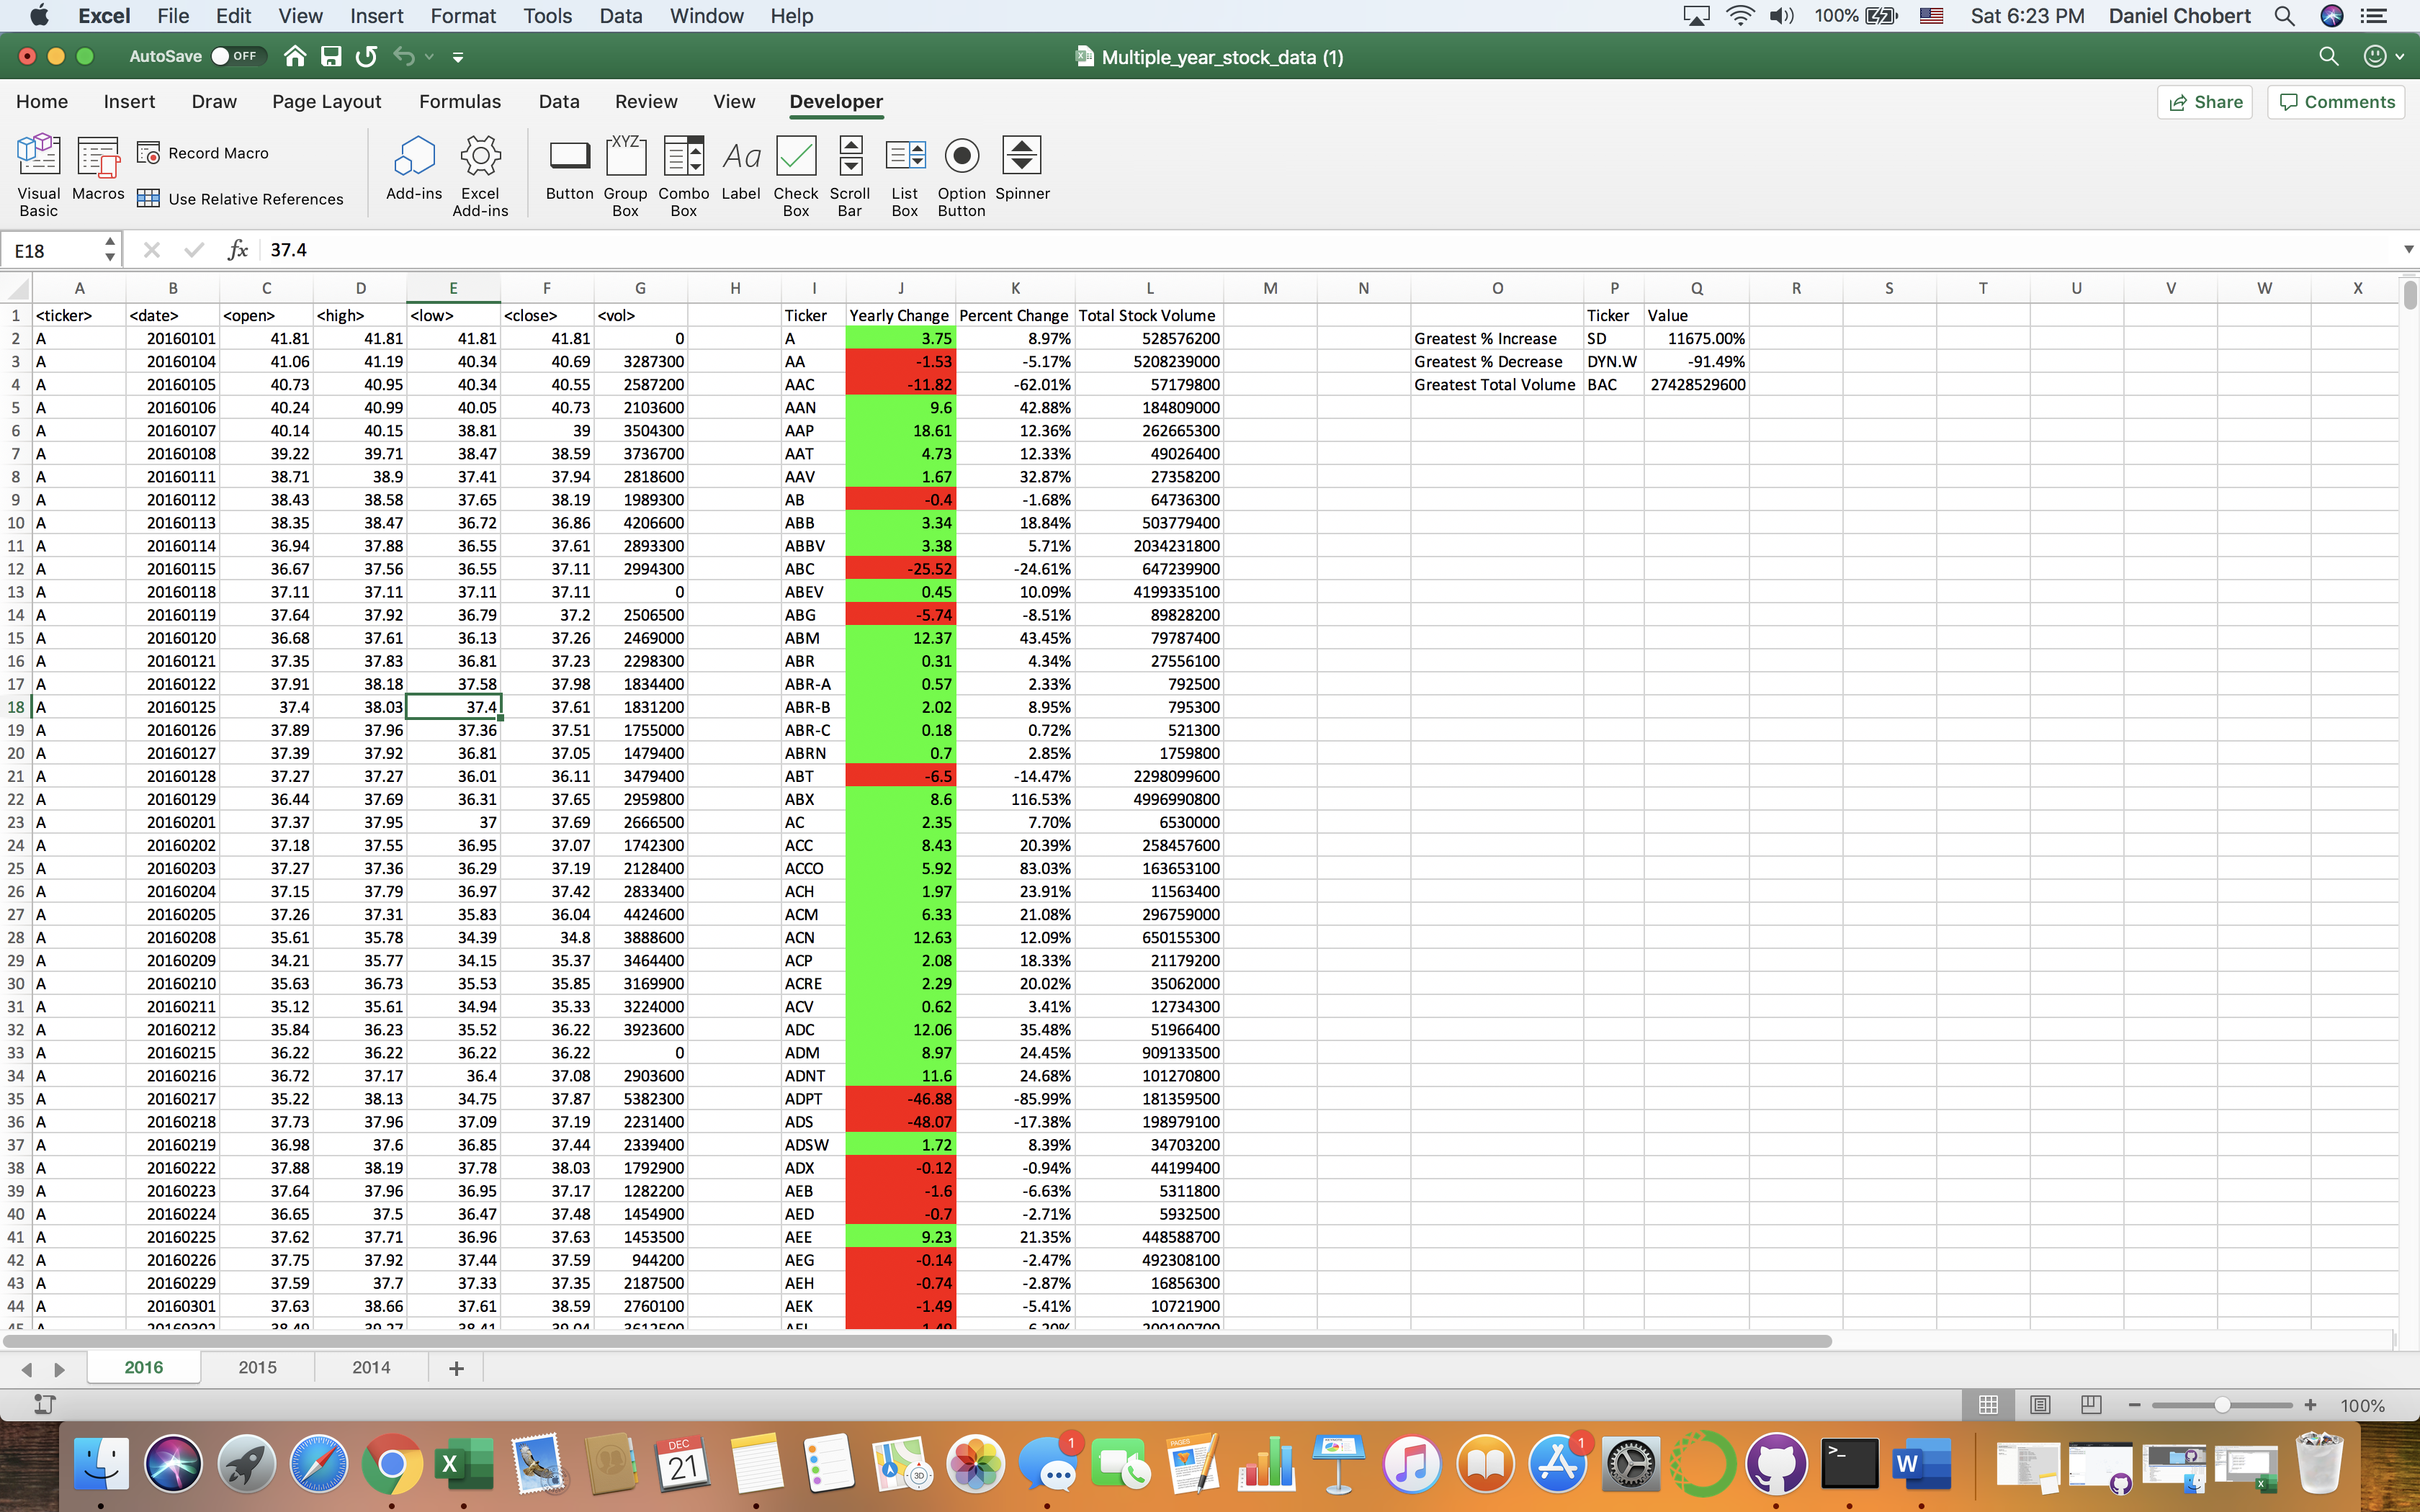 Excel File Edit View Insert Format Tools Data Window Help 100% Sat 6:23 PM Daniel Chobert
AutoSave OFF Multiple_year_stock_data (1)
Home Insert Draw Page Layout Formulas Data Review View Developer Share Comments
Visual Basic Macros Record Macro Use Relative References Add-ins Excel Add-ins Button XYZ Group Box Combo Box Aa Label Check Box Scroll Bar List Box Option Button Spinner
E18 fx 37.4
A B C D E F G H I J K L M N O P Q R S T U V W X
1 <ticker> <date> <open> <high> <low> <close> <vol> Ticker Yearly Change Percent Change Total Stock Volume Ticker Value
2 A 20160101 41.81 41.81 41.81 41.81 0 A 3.75 8.97% 528576200 Greatest % Increase SD 11675.00%
3 A 20160104 41.06 41.19 40.34 40.69 3287300 AA -1.53 -5.17% 5208239000 Greatest % Decrease DYN.W -91.49%
4 A 20160105 40.73 40.95 40.34 40.55 2587200 AAC -11.82 -62.01% 57179800 Greatest Total Volume BAC 27428529600
5 A 20160106 40.24 40.99 40.05 40.73 2103600 AAN 9.6 42.88% 184809000
6 A 20160107 40.14 40.15 38.81 39 3504300 AAP 18.61 12.36% 262665300
7 A 20160108 39.22 39.71 38.47 38.59 3736700 AAT 4.73 12.33% 49026400
8 A 20160111 38.71 38.9 37.41 37.94 2818600 AAV 1.67 32.87% 27358200
9 A 20160112 38.43 38.58 37.65 38.19 1989300 AB -0.4 -1.68% 64736300
10 A 20160113 38.35 38.47 36.72 36.86 4206600 ABB 3.34 18.84% 503779400
11 A 20160114 36.94 37.88 36.55 37.61 2893300 ABBV 3.38 5.71% 2034231800
12 A 20160115 36.67 37.56 36.55 37.11 2994300 ABC -25.52 -24.61% 647239900
13 A 20160118 37.11 37.11 37.11 37.11 0 ABEV 0.45 10.09% 4199335100
14 A 20160119 37.64 37.92 36.79 37.2 2506500 ABG -5.74 -8.51% 89828200
15 A 20160120 36.68 37.61 36.13 37.26 2469000 ABM 12.37 43.45% 79787400
16 A 20160121 37.35 37.83 36.81 37.23 2298300 ABR 0.31 4.34% 27556100
17 A 20160122 37.91 38.18 37.58 37.98 1834400 ABR-A 0.57 2.33% 792500
18 A 20160125 37.4 38.03 37.4 37.61 1831200 ABR-B 2.02 8.95% 795300
19 A 20160126 37.89 37.96 37.36 37.51 1755000 ABR-C 0.18 0.72% 521300
20 A 20160127 37.39 37.92 36.81 37.05 1479400 ABRN 0.7 2.85% 1759800
21 A 20160128 37.27 37.27 36.01 36.11 3479400 ABT -6.5 -14.47% 2298099600
22 A 20160129 36.44 37.69 36.31 37.65 2959800 ABX 8.6 116.53% 4996990800
23 A 20160201 37.37 37.95 37 37.69 2666500 AC 2.35 7.70% 6530000
24 A 20160202 37.18 37.55 36.95 37.07 1742300 ACC 8.43 20.39% 258457600
25 A 20160203 37.27 37.36 36.29 37.19 2128400 ACCO 5.92 83.03% 163653100
26 A 20160204 37.15 37.79 36.97 37.42 2833400 ACH 1.97 23.91% 11563400
27 A 20160205 37.26 37.31 35.83 36.04 4424600 ACM 6.33 21.08% 296759000
28 A 20160208 35.61 35.78 34.39 34.8 3888600 ACN 12.63 12.09% 650155300
29 A 20160209 34.21 35.77 34.15 35.37 3464400 ACP 2.08 18.33% 21179200
30 A 20160210 35.63 36.73 35.53 35.85 3169900 ACRE 2.29 20.02% 35062000
31 A 20160211 35.12 35.61 34.94 35.33 3224000 ACV 0.62 3.41% 12734300
32 A 20160212 35.84 36.23 35.52 36.22 3923600 ADC 12.06 35.48% 51966400
33 A 20160215 36.22 36.22 36.22 36.22 0 ADM 8.97 24.45% 909133500
34 A 20160216 36.72 37.17 36.4 37.08 2903600 ADNT 11.6 24.68% 101270800
35 A 20160217 35.22 38.13 34.75 37.87 5382300 ADPT -46.88 -85.99% 181359500
36 A 20160218 37.73 37.96 37.09 37.19 2231400 ADS -48.07 -17.38% 198979100
37 A 20160219 36.98 37.6 36.85 37.44 2339400 ADSW 1.72 8.39% 34703200
38 A 20160222 37.88 38.19 37.78 38.03 1792900 ADX -0.12 -0.94% 44199400
39 A 20160223 37.64 37.96 36.95 37.17 1282200 AEB -1.6 -6.63% 5311800
40 A 20160224 36.65 37.5 36.47 37.48 1454900 AED -0.7 -2.71% 5932500
41 A 20160225 37.62 37.71 36.96 37.63 1453500 AEE 9.23 21.35% 448588700
42 A 20160226 37.75 37.92 37.44 37.59 944200 AEG -0.14 -2.47% 492308100
43 A 20160229 37.59 37.7 37.33 37.35 2187500 AEH -0.74 -2.87% 16856300
44 A 20160301 37.63 38.66 37.61 38.59 2760100 AEK -1.49 -5.41% 10721900
2016 2015 2014 +
100%
DEC 21 PAGES 3D 1 1 X W >_